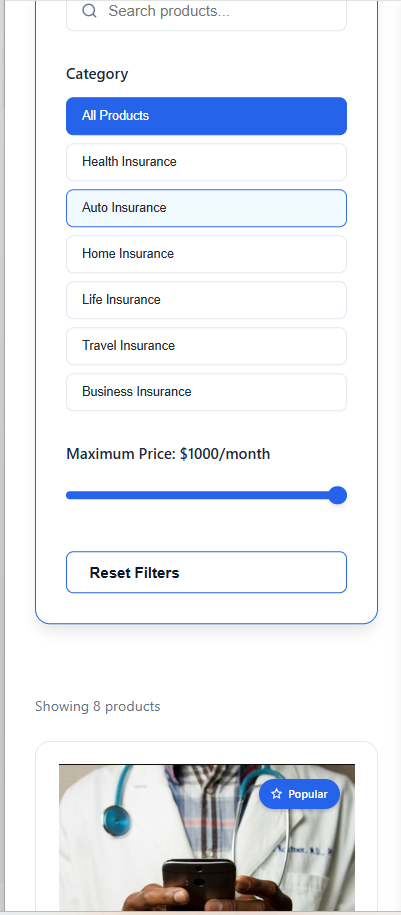 Search products...
Category
All Products
Health Insurance
Auto Insurance
Home Insurance
Life Insurance
Travel Insurance
Business Insurance
Maximum Price: $1000/month
Reset Filters
Showing 8 products
Popular